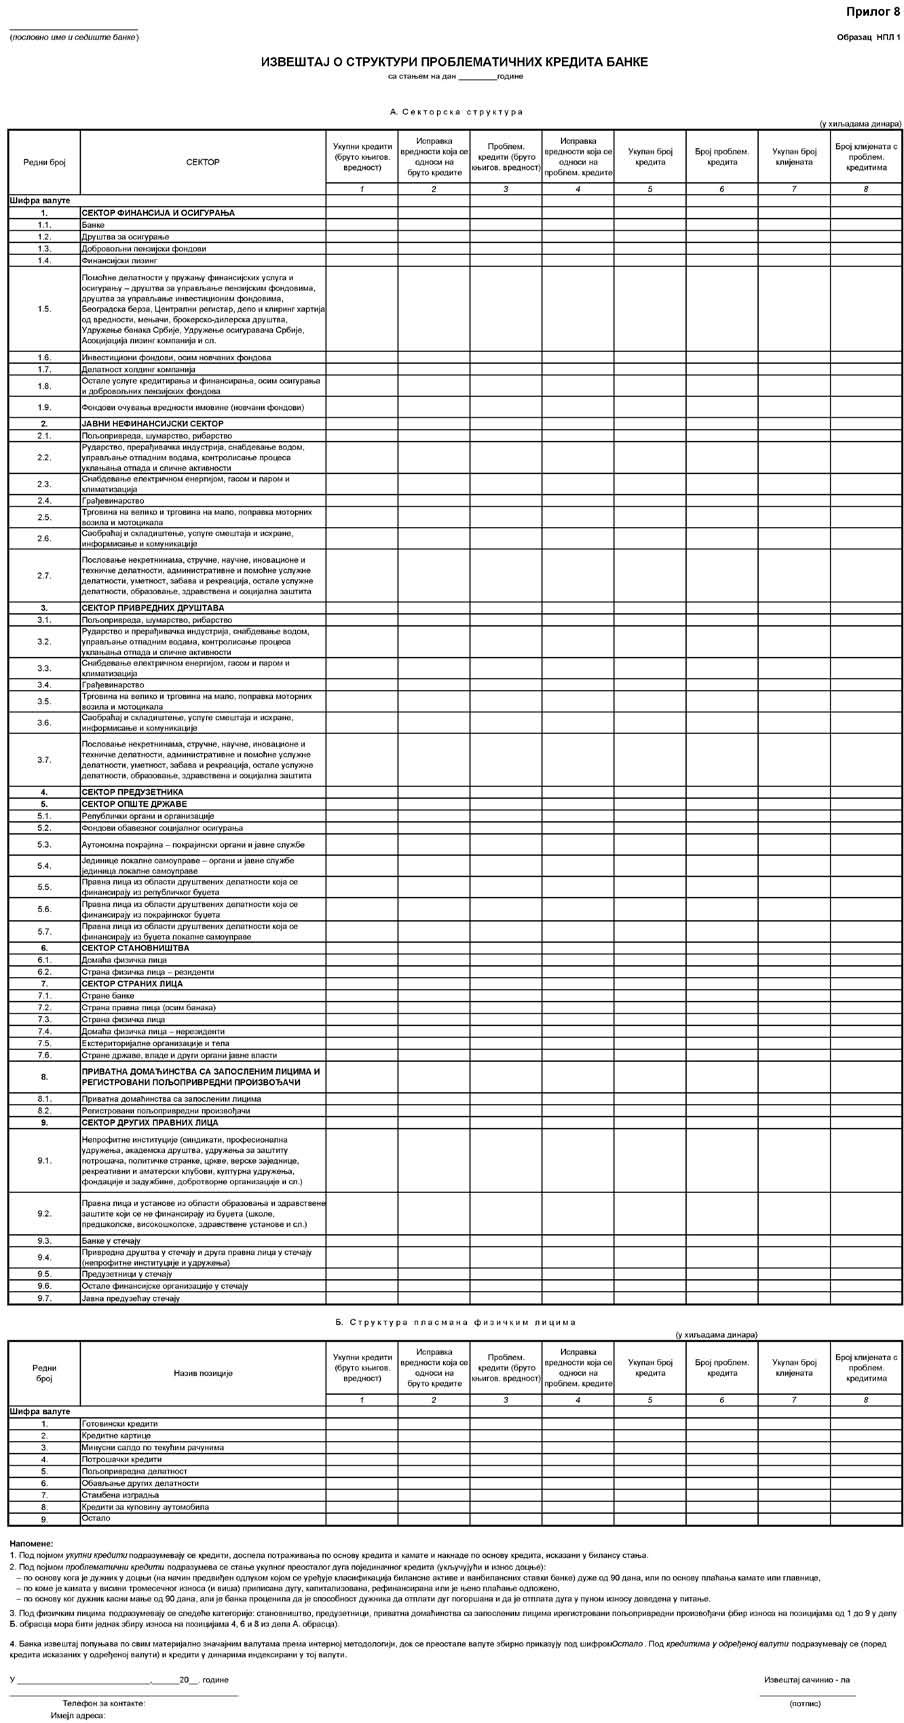 Прилог 8
(пословно име и седиште банке)
Образац НПЛ 1
ИЗВЕШТАЈ О СТРУКТУРИ ПРОБЛЕМАТИЧНИХ КРЕДИТА БАНКЕ
са стањем на дан _________године
А. Секторска структура
(у хиљадама динара)
Редни број СЕКТОР Укупни кредити (бруто књигов. вредност) Исправка вредности која се односи на бруто кредите Проблем. кредити (бруто књигов. вредност) Исправка вредности која се односи на проблем. кредите Укупан број кредита Број проблем. кредита Укупан број клијената Број клијената с проблем. кредитима
1 2 3 4 5 6 7 8
Шифра валуте
1. СЕКТОР ФИНАНСИЈА И ОСИГУРАЊА
1.1. Банке
1.2. Друштва за осигурање
1.3. Добровољни пензијски фондови
1.4. Финансијски лизинг
1.5. Помоћне делатности у пружању финансијских услуга и
осигурању – друштва за управљање пензијским фондовима,
друштва за управљање инвестиционим фондовима,
Београдска берза, Централни регистар, депо и клиринг хартија
од вредности, мењачи, брокерско-дилерска друштва,
Удружење банака Србије, Удружење осигуравача Србије,
Асоцијација лизинг компанија и сл.
1.6. Инвестициони фондови, осим новчаних фондова
1.7. Делатност холдинг компанија
1.8. Остале услуге кредитирања и финансирања, осим осигурања
и добровољних пензијских фондова
1.9. Фондови очувања вредности имовине (новчани фондови)
2. ЈАВНИ НЕФИНАНСИЈСКИ СЕКТОР
2.1. Пољопривреда, шумарство, рибарство
2.2. Рударство, прерађивачка индустрија, снабдевање водом,
управљање отпадним водама, контролисање процеса
уклањања отпада и сличне активности
2.3. Снабдевање електричном енергијом, гасом и паром и
климатизација
2.4. Грађевинарство
2.5. Трговина на велико и трговина на мало, поправка моторних
возила и мотоцикала
2.6. Саобраћај и складиштење, услуге смештаја и исхране,
информисање и комуникације
2.7. Пословање некретнинама, стручне, научне, иновационе и
техничке делатности, административне и помоћне услужне
делатности, уметност, забава и рекреација, остале услужне
делатности, образовање, здравствена и социјална заштита
3. СЕКТОР ПРИВРЕДНИХ ДРУШТАВА
3.1. Пољопривреда, шумарство, рибарство
3.2. Рударство и прерађивачка индустрија, снабдевање водом,
управљање отпадним водама, контролисање процеса
уклањања отпада и сличне активности
3.3. Снабдевање електричном енергијом, гасом и паром и
климатизација
3.4. Грађевинарство
3.5. Трговина на велико и трговина на мало, поправка моторних
возила и мотоцикала
3.6. Саобраћај и складиштење, услуге смештаја и исхране,
информисање и комуникације
3.7. Пословање некретнинама, стручне, научне, иновационе и
техничке делатности, административне и помоћне услужне
делатности, уметност, забава и рекреација, остале услужне
делатности, образовање, здравствена и социјална заштита
4. СЕКТОР ПРЕДУЗЕТНИКА
5. СЕКТОР ОПШТЕ ДРЖАВЕ
5.1. Републички органи и организације
5.2. Фондови обавезног социјалног осигурања
5.3. Аутономна покрајина – покрајински органи и јавне службе
5.4. Јединице локалне самоуправе – органи и јавне службе
јединица локалне самоуправе
5.5. Правна лица из области друштвених делатности која се
финансирају из републичког буџета
5.6. Правна лица из области друштвених делатности која се
финансирају из покрајинског буџета
5.7. Правна лица из области друштвених делатности која се
финансирају из буџета локалне самоуправе
6. СЕКТОР СТАНОВНИШТВА
6.1. Домаћа физичка лица
6.2. Страна физичка лица – резиденти
7. СЕКТОР СТРАНИХ ЛИЦА
7.1. Стране банке
7.2. Страна правна лица (осим банака)
7.3. Страна физичка лица
7.4. Домаћа физичка лица – нерезиденти
7.5. Екстериторијалне организације и тела
7.6. Стране државе, владе и други органи јавне власти
8. ПРИВАТНА ДОМАЋИНСТВА СА ЗАПОСЛЕНИМ ЛИЦИМА И
РЕГИСТРОВАНИ ПОЉОПРИВРЕДНИ ПРОИЗВОЂАЧИ
8.1. Приватна домаћинства са запосленим лицима
8.2. Регистровани пољопривредни произвођачи
9. СЕКТОР ДРУГИХ ПРАВНИХ ЛИЦА
9.1. Непрофитне институције (синдикати, професионална
удружења, академска друштва, удружења за заштиту
потрошача, политичке странке, цркве, верске заједнице,
рекреативни и аматерски клубови, културна удружења,
фондације и задужбине, добротворне организације и сл.)
9.2. Правна лица и установе из области образовања и здравствене
заштите који се не финансирају из буџета (школе,
предшколске, високошколске, здравствене установе и сл.)
9.3. Банке у стечају
9.4. Привредна друштва у стечају и друга правна лица у стечају
(непрофитне институције и удружења)
9.5. Предузетници у стечају
9.6. Остале финансијске организације у стечају
9.7. Јавна предузећау стечају
Б. Структура пласмана физичким лицима
(у хиљадама динара)
Редни број Назив позиције Укупни кредити (бруто књигов. вредност) Исправка вредности која се односи на бруто кредите Проблем. кредити (бруто књигов. вредност) Исправка вредности која се односи на проблем. кредите Укупан број кредита Број проблем. кредита Укупан број клијената Број клијената с проблем. кредитима
1 2 3 4 5 6 7 8
Шифра валуте
1. Готовински кредити
2. Кредитне картице
3. Минусни салдо по текућим рачунима
4. Потрошачки кредити
5. Пољопривредна делатност
6. Обављање других делатности
7. Стамбена изградња
8. Кредити за куповину аутомобила
9. Остало
Напомене:
1. Под појмом укупни кредити подразумевају се кредити, доспела потраживања по основу кредита и камате и накнаде по основу кредита, исказани у билансу стања.
2. Под појмом проблематични кредити подразумева се стање укупног преосталог дуга појединачног кредита (укључујући и износ доцње):
– по основу кога је дужник у доцњи (на начин предвиђен одлуком којом се уређује класификација билансне активе и ванбилансних ставки банке) дуже од 90 дана, или по основу плаћања камате или главнице,
– по коме је камата у висини тромесечног износа (и виша) приписана дугу, капитализована, рефинансирана или је њено плаћање одложено,
– по основу ког дужник касни мање од 90 дана, али је банка проценила да је способност дужника да отплати дуг погоршана и да је отплата дуга у пуном износу доведена у питање.
3. Под физичким лицима подразумевају се следеће категорије: становништво, предузетници, приватна домаћинства са запосленим лицима ирегистровани пољопривредни произвођачи (збир износа на позицијама од 1 до 9 у делу
Б. обрасца мора бити једнак збиру износа на позицијама 4, 6 и 8 из дела А. обрасца).
4. Банка извештај попуњава по свим материјално значајним валутама према интерној методологији, док се преостале валуте збирно приказују под шифромОстало . Под кредитима у одређеној валути подразумевају се (поред
кредита исказаних у одређеној валути) и кредити у динарима индексирани у тој валути.
У ______________________________,______20__. године
Извештај сачинио - ла
Телефон за контакте:
(потпис)
Имејл адреса: